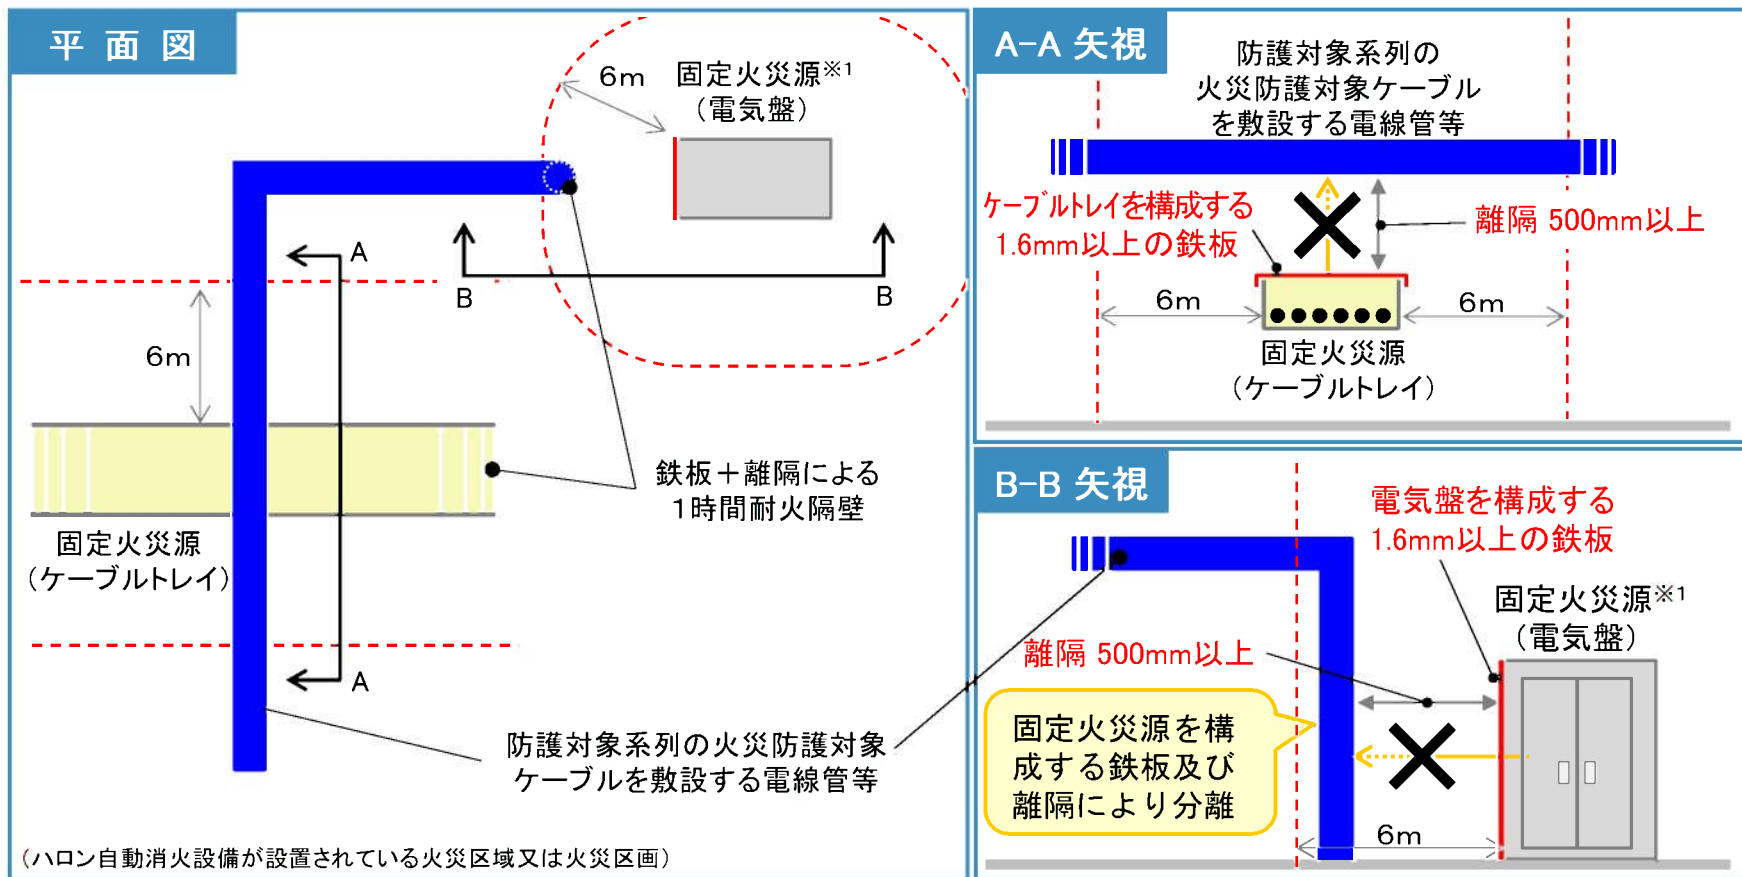 平面図
6m
固定火災源※1
（電気盤）
A
B
B
6m
鉄板＋離隔による
1時間耐火隔壁
固定火災源
（ケーブルトレイ）
A
防護対象系列の火災防護対象
ケーブルを敷設する電線管等
（ハロン自動消火設備が設置されている火災区域又は火災区画）
A-A 矢視
防護対象系列の
火災防護対象ケーブル
を敷設する電線管等
ケーブルトレイを構成する
1.6mm以上の鉄板
離隔 500mm以上
6m
6m
固定火災源
（ケーブルトレイ）
B-B 矢視
電気盤を構成する
1.6mm以上の鉄板
固定火災源※1
（電気盤）
離隔 500mm以上
固定火災源を構
成する鉄板及び
離隔により分離
6m